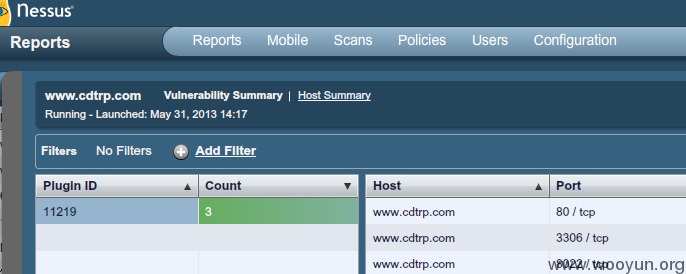 Nessus
Reports
Reports Mobile Scans Policies Users Configuration
www.cdtrp.com Vulnerability Summary | Host Summary
Running - Launched: May 31, 2013 14:17
Filters No Filters Add Filter
Plugin ID Count Host Port
11219 3 www.cdtrp.com 80 / tcp
www.cdtrp.com 3306 / tcp
www.cdtrp.com 8022 / tcp
www.wooyun.org